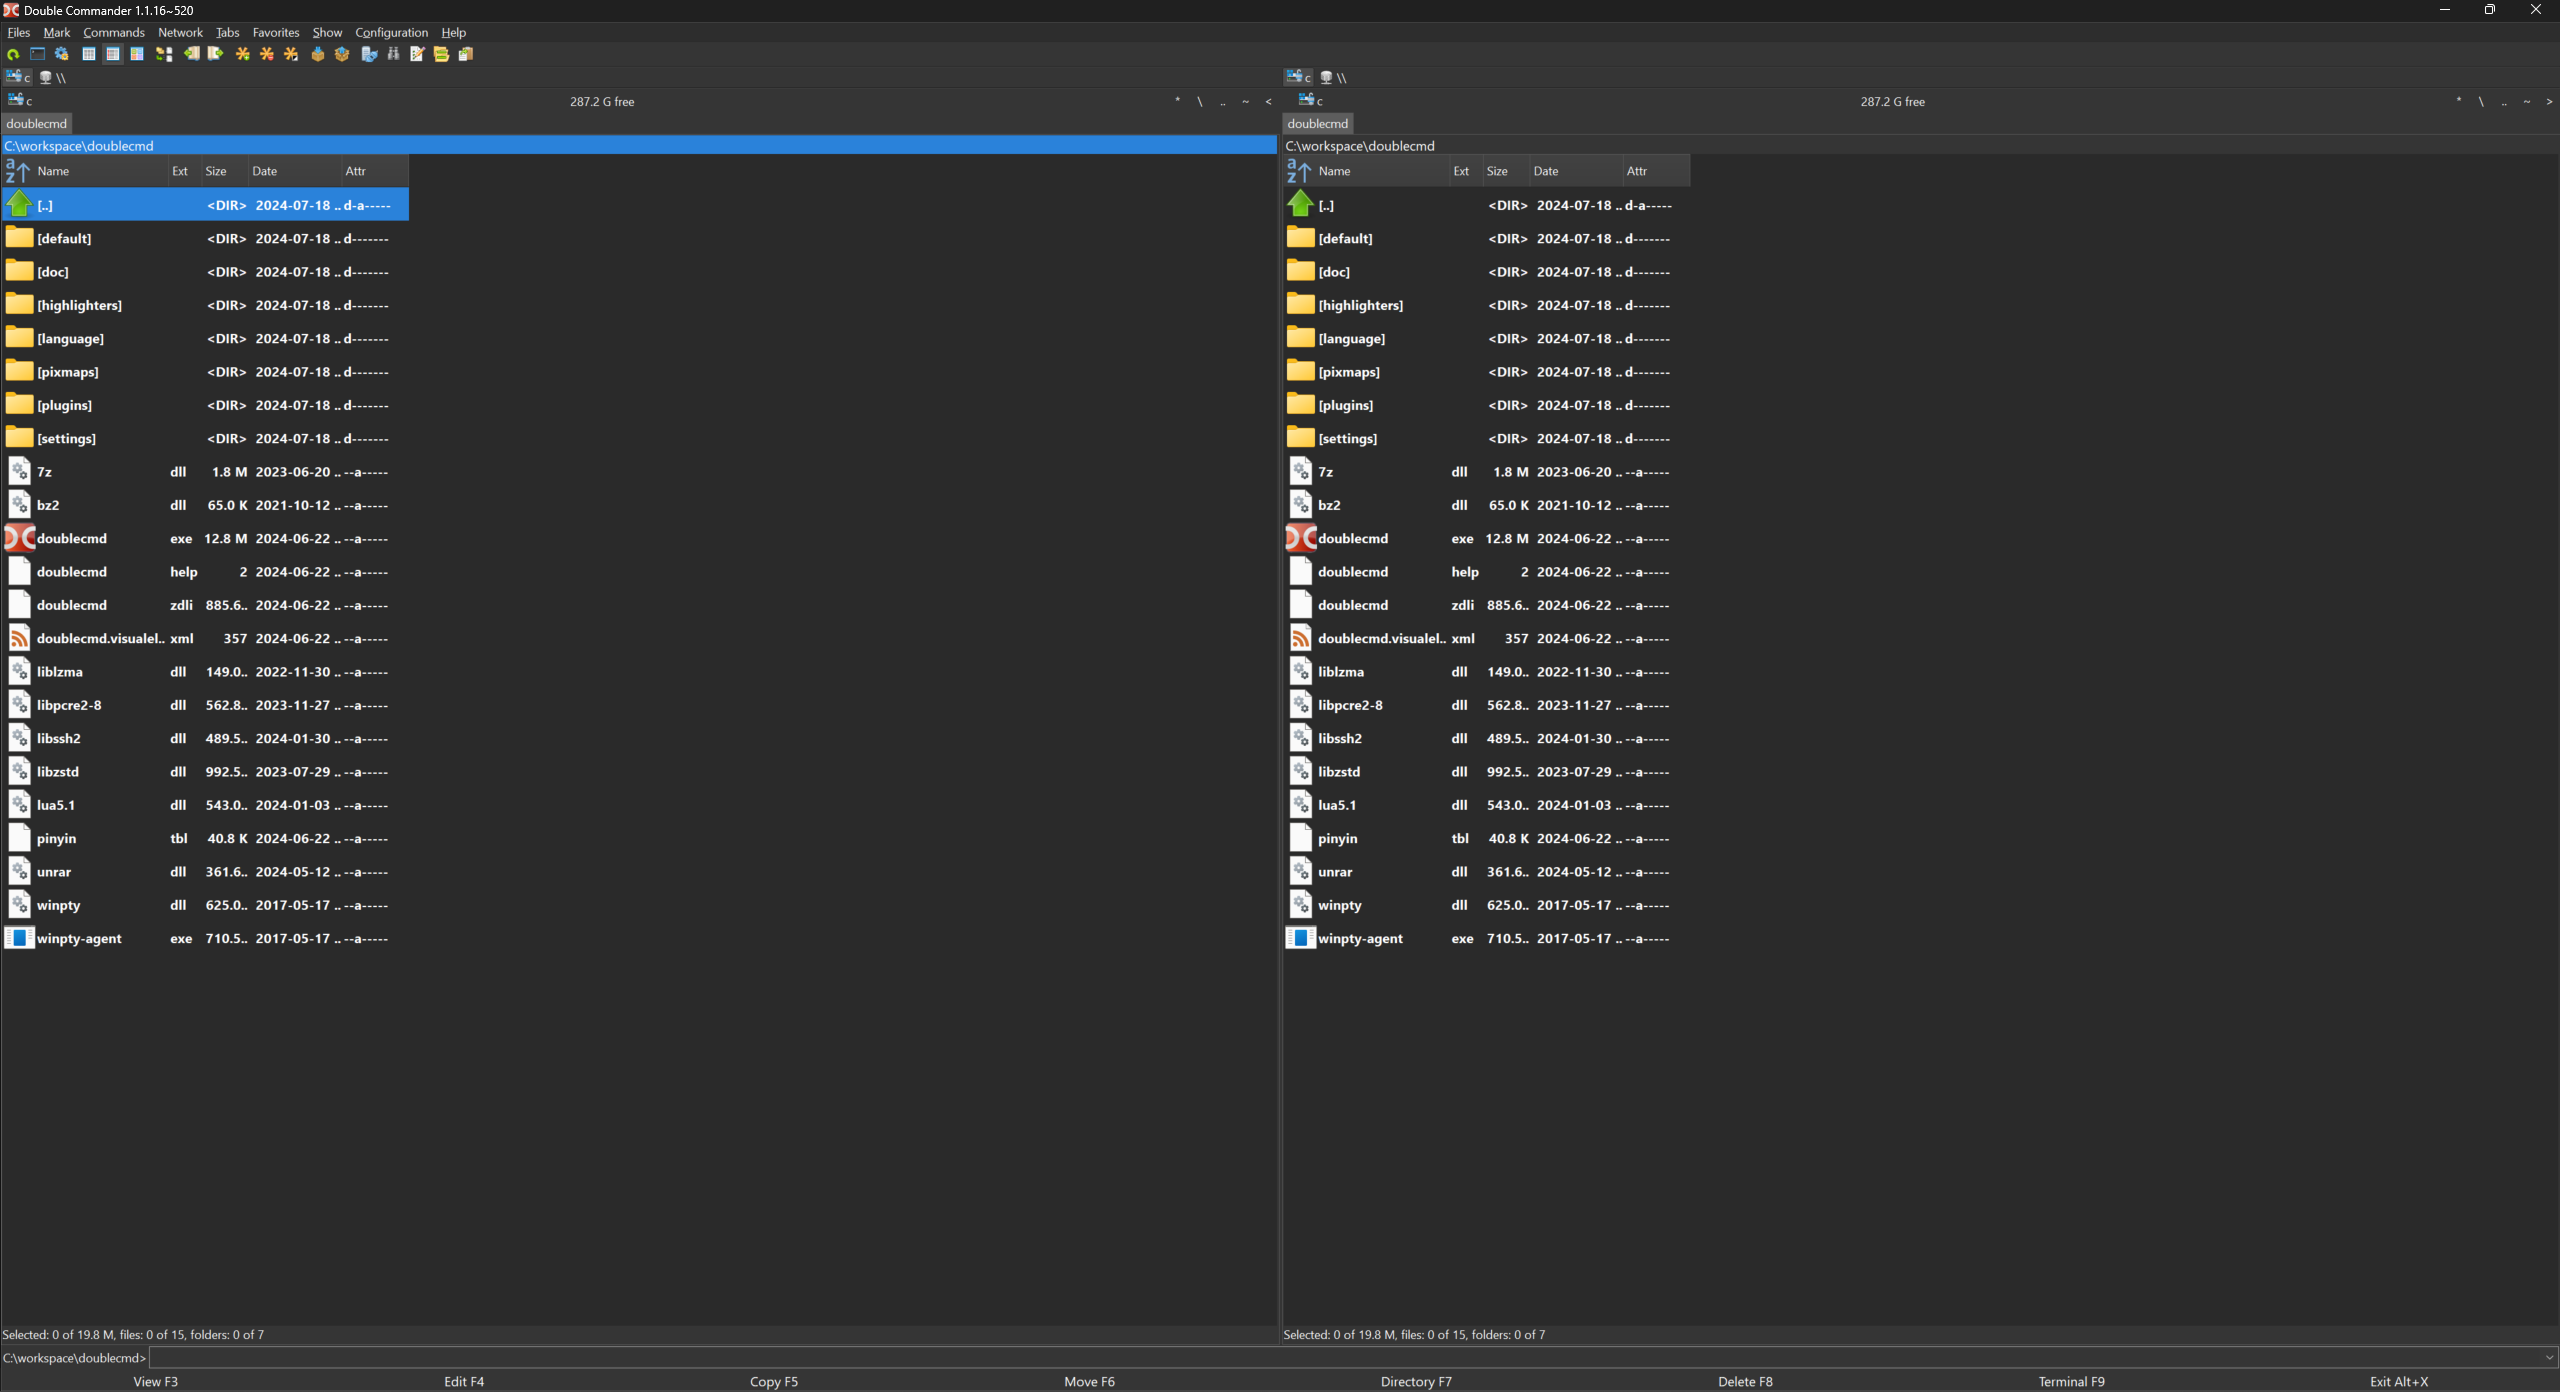 Double Commander 1.1.16~520
Files Mark Commands Network Tabs Favorites Show Configuration Help
c \\
c 287.2 G free * \ .. ~ <
doublecmd
C:\workspace\doublecmd
Name Ext Size Date Attr
[..] <DIR> 2024-07-18 .. d-a-----
[default] <DIR> 2024-07-18 .. d-------
[doc] <DIR> 2024-07-18 .. d-------
[highlighters] <DIR> 2024-07-18 .. d-------
[language] <DIR> 2024-07-18 .. d-------
[pixmaps] <DIR> 2024-07-18 .. d-------
[plugins] <DIR> 2024-07-18 .. d-------
[settings] <DIR> 2024-07-18 .. d-------
7z dll 1.8 M 2023-06-20 .. --a-----
bz2 dll 65.0 K 2021-10-12 .. --a-----
doublecmd exe 12.8 M 2024-06-22 .. --a-----
doublecmd help 2 2024-06-22 .. --a-----
doublecmd zdli 885.6.. 2024-06-22 .. --a-----
doublecmd.visualel.. xml 357 2024-06-22 .. --a-----
liblzma dll 149.0.. 2022-11-30 .. --a-----
libpcre2-8 dll 562.8.. 2023-11-27 .. --a-----
libssh2 dll 489.5.. 2024-01-30 .. --a-----
libzstd dll 992.5.. 2023-07-29 .. --a-----
lua5.1 dll 543.0.. 2024-01-03 .. --a-----
pinyin tbl 40.8 K 2024-06-22 .. --a-----
unrar dll 361.6.. 2024-05-12 .. --a-----
winpty dll 625.0.. 2017-05-17 .. --a-----
winpty-agent exe 710.5.. 2017-05-17 .. --a-----
Selected: 0 of 19.8 M, files: 0 of 15, folders: 0 of 7
c \\
c 287.2 G free * \ .. ~ >
doublecmd
C:\workspace\doublecmd
Name Ext Size Date Attr
[..] <DIR> 2024-07-18 .. d-a-----
[default] <DIR> 2024-07-18 .. d-------
[doc] <DIR> 2024-07-18 .. d-------
[highlighters] <DIR> 2024-07-18 .. d-------
[language] <DIR> 2024-07-18 .. d-------
[pixmaps] <DIR> 2024-07-18 .. d-------
[plugins] <DIR> 2024-07-18 .. d-------
[settings] <DIR> 2024-07-18 .. d-------
7z dll 1.8 M 2023-06-20 .. --a-----
bz2 dll 65.0 K 2021-10-12 .. --a-----
doublecmd exe 12.8 M 2024-06-22 .. --a-----
doublecmd help 2 2024-06-22 .. --a-----
doublecmd zdli 885.6.. 2024-06-22 .. --a-----
doublecmd.visualel.. xml 357 2024-06-22 .. --a-----
liblzma dll 149.0.. 2022-11-30 .. --a-----
libpcre2-8 dll 562.8.. 2023-11-27 .. --a-----
libssh2 dll 489.5.. 2024-01-30 .. --a-----
libzstd dll 992.5.. 2023-07-29 .. --a-----
lua5.1 dll 543.0.. 2024-01-03 .. --a-----
pinyin tbl 40.8 K 2024-06-22 .. --a-----
unrar dll 361.6.. 2024-05-12 .. --a-----
winpty dll 625.0.. 2017-05-17 .. --a-----
winpty-agent exe 710.5.. 2017-05-17 .. --a-----
Selected: 0 of 19.8 M, files: 0 of 15, folders: 0 of 7
C:\workspace\doublecmd>
View F3 Edit F4 Copy F5 Move F6 Directory F7 Delete F8 Terminal F9 Exit Alt+X